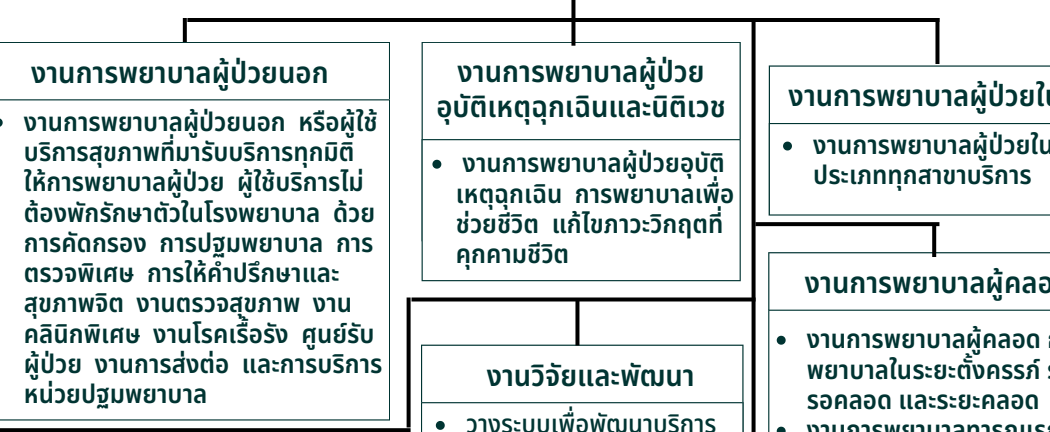 งานการพยาบาลผู้ป่วยนอก
• งานการพยาบาลผู้ป่วยนอก หรือผู้ใช้
บริการสุขภาพที่มารับบริการทุกมิติ
ให้การพยาบาลผู้ป่วย ผู้ใช้บริการไม่
ต้องพักรักษาตัวในโรงพยาบาล ด้วย
การคัดกรอง การปฐมพยาบาล การ
ตรวจพิเศษ การให้คำปรึกษาและ
สุขภาพจิต งานตรวจสุขภาพ งาน
คลินิกพิเศษ งานโรคเรื้อรัง ศูนย์รับ
ผู้ป่วย งานการส่งต่อ และการบริการ
หน่วยปฐมพยาบาล
งานการพยาบาลผู้ป่วย
อุบัติเหตุฉุกเฉินและนิติเวช
• งานการพยาบาลผู้ป่วยอุบัติ
เหตุฉุกเฉิน การพยาบาลเพื่อ
ช่วยชีวิต แก้ไขภาวะวิกฤตที่
คุกคามชีวิต
งานวิจัยและพัฒนา
• วางระบบเพื่อพัฒนาบริการ
งานการพยาบาลผู้ป่วยใ
• งานการพยาบาลผู้ป่วยใน
ประเภททุกสาขาบริการ
งานการพยาบาลผู้คลอ
• งานการพยาบาลผู้คลอด
พยาบาลในระยะตั้งครรภ์
รอคลอด และระยะคลอด
• งานการพยาบาลทารกแรก